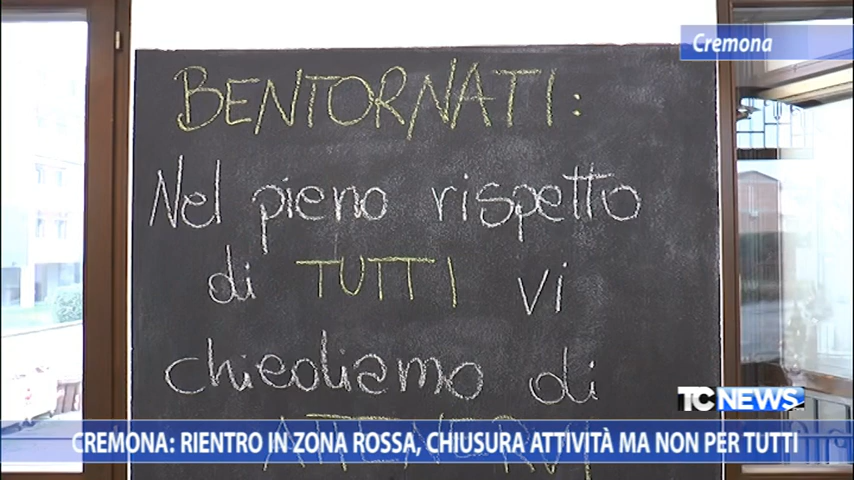 Cremona
BENTORNATI:
Nel pieno rispetto
di TUTTI vi
chiediamo di
ATTENERVI
TC NEWS
CREMONA: RIENTRO IN ZONA ROSSA, CHIUSURA ATTIVITÀ MA NON PER TUTTI